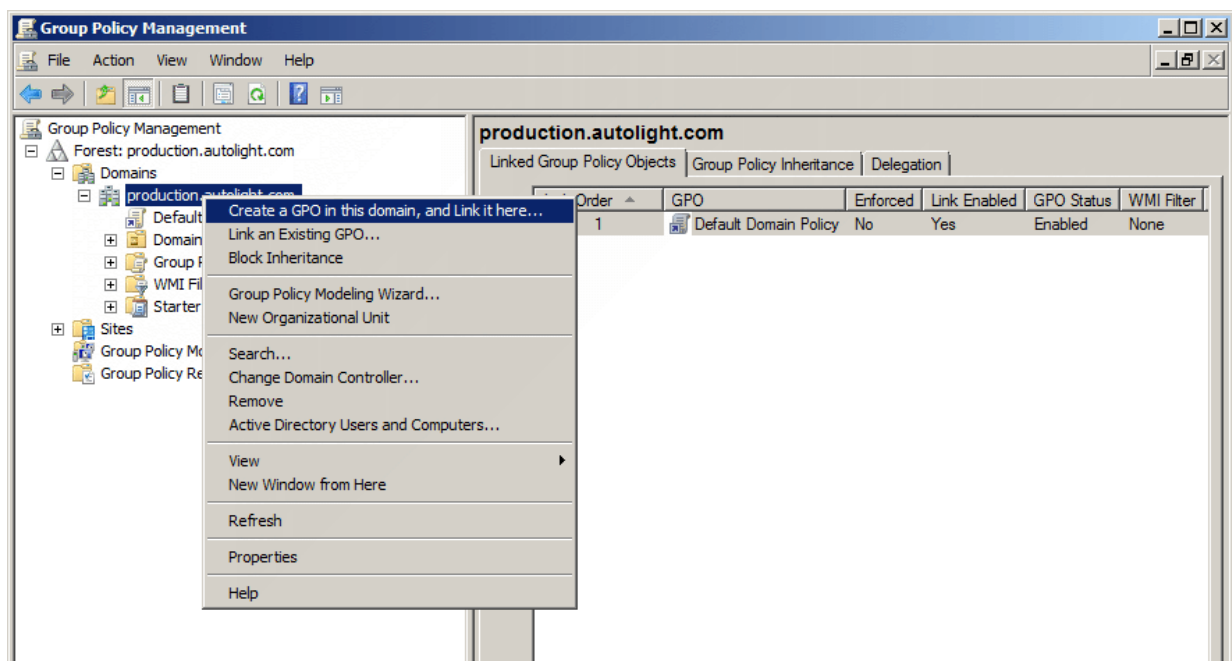 Group Policy Management
File Action View Window Help
Group Policy Management
Forest: production.autolight.com
Domains
production.autolight.com
Default
Domain
Group
WMI Fil
Starter
Sites
Group Policy Mo
Group Policy Re
Create a GPO in this domain, and Link it here...
Link an Existing GPO...
Block Inheritance
Group Policy Modeling Wizard...
New Organizational Unit
Search...
Change Domain Controller...
Remove
Active Directory Users and Computers...
View
New Window from Here
Refresh
Properties
Help
production.autolight.com
Linked Group Policy Objects Group Policy Inheritance Delegation
Order GPO Enforced Link Enabled GPO Status WMI Filter
1 Default Domain Policy No Yes Enabled None